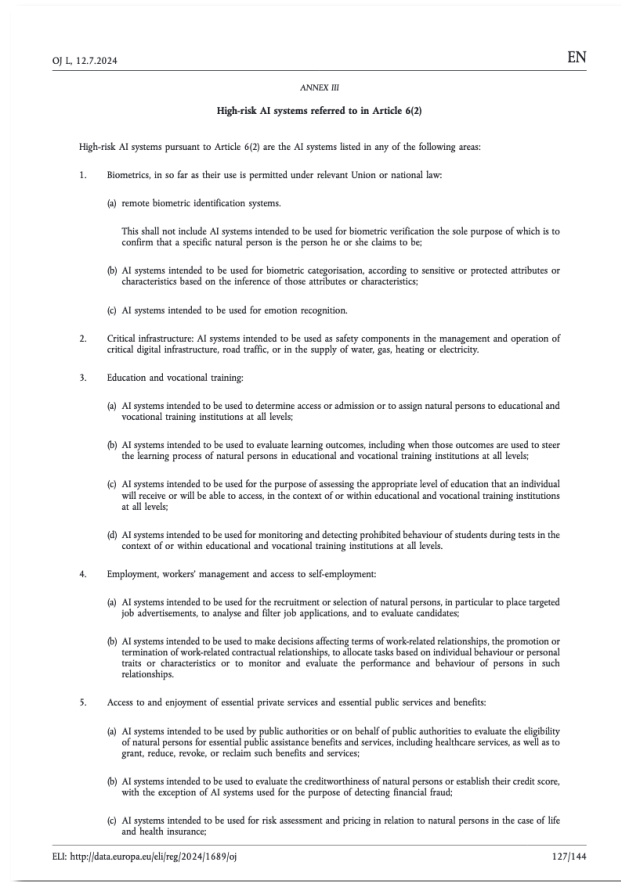 OJ L, 12.7.2024
EN
ANNEX III
High-risk AI systems referred to in Article 6(2)
High-risk AI systems pursuant to Article 6(2) are the AI systems listed in any of the following areas:
1. Biometrics, in so far as their use is permitted under relevant Union or national law:
(a) remote biometric identification systems.
This shall not include AI systems intended to be used for biometric verification the sole purpose of which is to
confirm that a specific natural person is the person he or she claims to be;
(b) AI systems intended to be used for biometric categorisation, according to sensitive or protected attributes or
characteristics based on the inference of those attributes or characteristics;
(c) AI systems intended to be used for emotion recognition.
2. Critical infrastructure: AI systems intended to be used as safety components in the management and operation of
critical digital infrastructure, road traffic, or in the supply of water, gas, heating or electricity.
3. Education and vocational training:
(a) AI systems intended to be used to determine access or admission or to assign natural persons to educational and
vocational training institutions at all levels;
(b) AI systems intended to be used to evaluate learning outcomes, including when those outcomes are used to steer
the learning process of natural persons in educational and vocational training institutions at all levels;
(c) AI systems intended to be used for the purpose of assessing the appropriate level of education that an individual
will receive or will be able to access, in the context of or within educational and vocational training institutions
at all levels;
(d) AI systems intended to be used for monitoring and detecting prohibited behaviour of students during tests in the
context of or within educational and vocational training institutions at all levels.
4. Employment, workers' management and access to self-employment:
(a) AI systems intended to be used for the recruitment or selection of natural persons, in particular to place targeted
job advertisements, to analyse and filter job applications, and to evaluate candidates;
(b) AI systems intended to be used to make decisions affecting terms of work-related relationships, the promotion or
termination of work-related contractual relationships, to allocate tasks based on individual behaviour or personal
traits or characteristics or to monitor and evaluate the performance and behaviour of persons in such
relationships.
5. Access to and enjoyment of essential private services and essential public services and benefits:
(a) AI systems intended to be used by public authorities or on behalf of public authorities to evaluate the eligibility
of natural persons for essential public assistance benefits and services, including healthcare services, as well as to
grant, reduce, revoke, or reclaim such benefits and services;
(b) AI systems intended to be used to evaluate the creditworthiness of natural persons or establish their credit score,
with the exception of AI systems used for the purpose of detecting financial fraud;
(c) AI systems intended to be used for risk assessment and pricing in relation to natural persons in the case of life
and health insurance;
ELI: http://data.europa.eu/eli/reg/2024/1689/oj
127/144